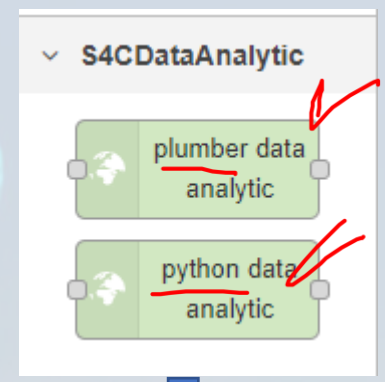 S4CDataAnalytic
plumber data
analytic
python data
analytic